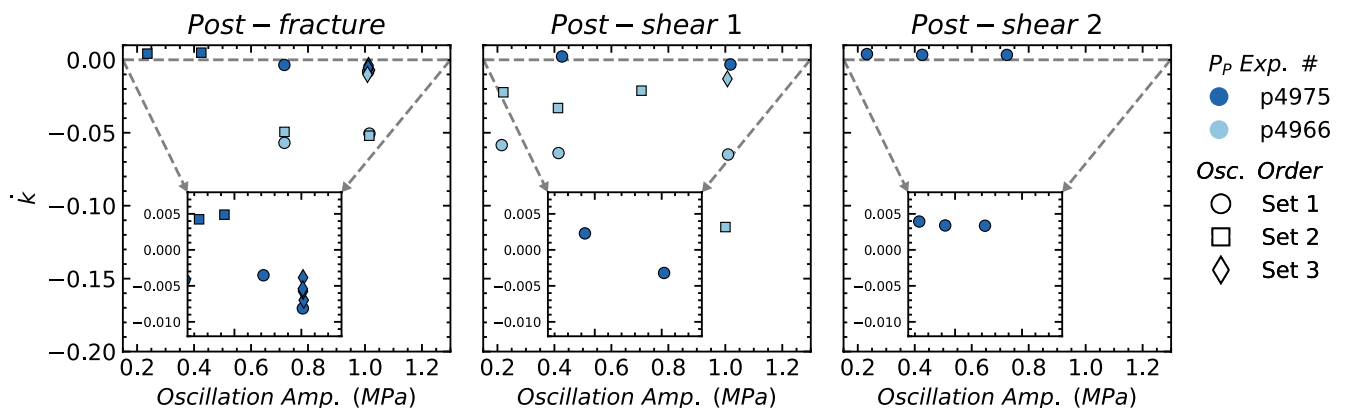 Post − fracture
Post − shear 1
Post − shear 2
0.00
−0.05
−0.10
−0.15
−0.20
k̇
0.005
0.000
−0.005
−0.010
0.005
0.000
−0.005
−0.010
0.005
0.000
−0.005
−0.010
0.2 0.4 0.6 0.8 1.0 1.2
0.2 0.4 0.6 0.8 1.0 1.2
0.2 0.4 0.6 0.8 1.0 1.2
Oscillation Amp. (MPa)
Oscillation Amp. (MPa)
Oscillation Amp. (MPa)
P_P Exp. #
p4975
p4966
Osc. Order
Set 1
Set 2
Set 3